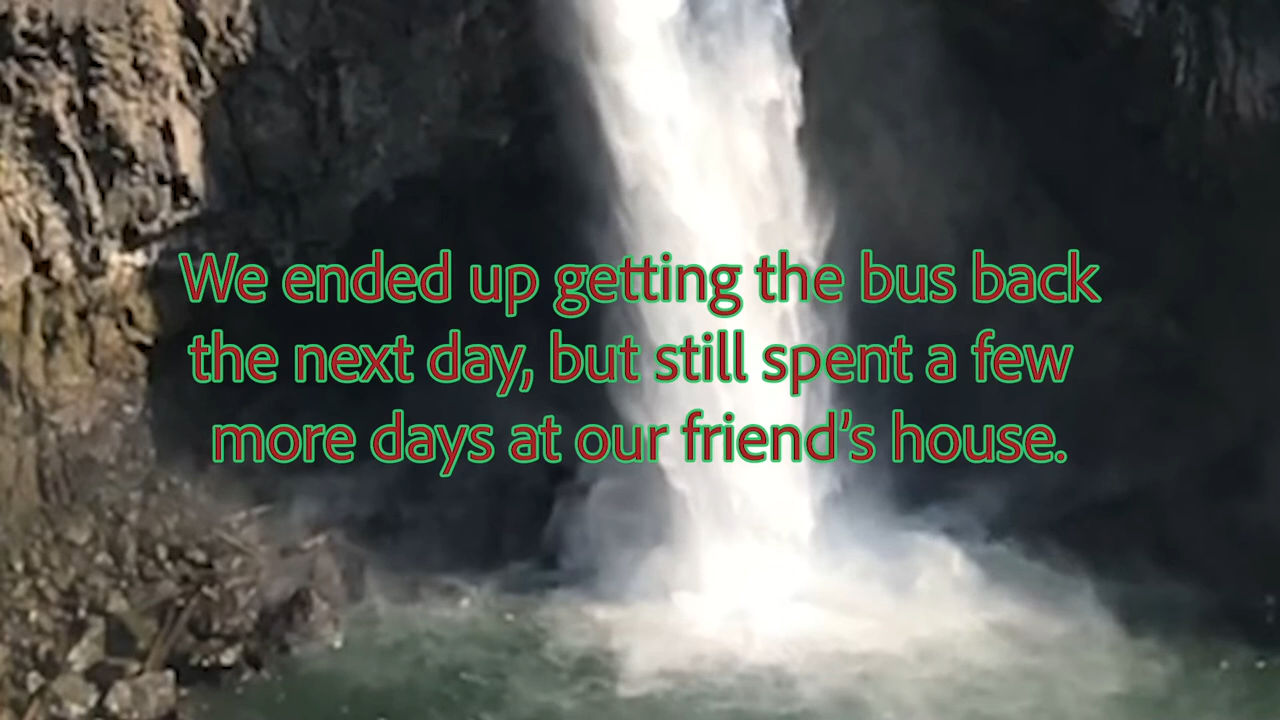 We ended up getting the bus back
the next day, but still spent a few
more days at our friend’s house.